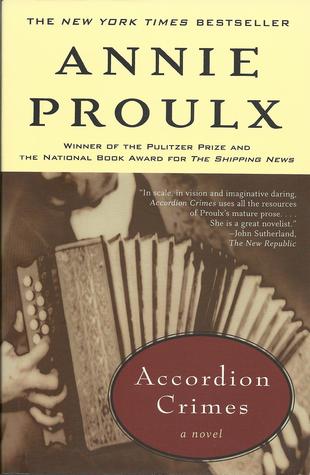 THE NEW YORK TIMES BESTSELLER
ANNIE
PROULX
WINNER OF THE PULITZER PRIZE AND
THE NATIONAL BOOK AWARD FOR THE SHIPPING NEWS
"In scale, in vision and imaginative daring,
Accordion Crimes uses all the resources
of Proulx's mature prose. . . .
She is a great novelist."
–John Sutherland,
The New Republic
Accordion
Crimes
a novel